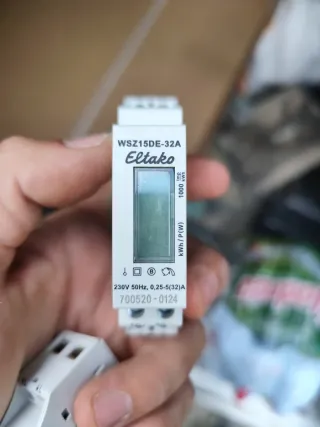 WSZ15DE-32A
Eltako
1000 Imp./kWh
kWh/P(W)
230V 50Hz, 0,25-5(32)A
700520-0124